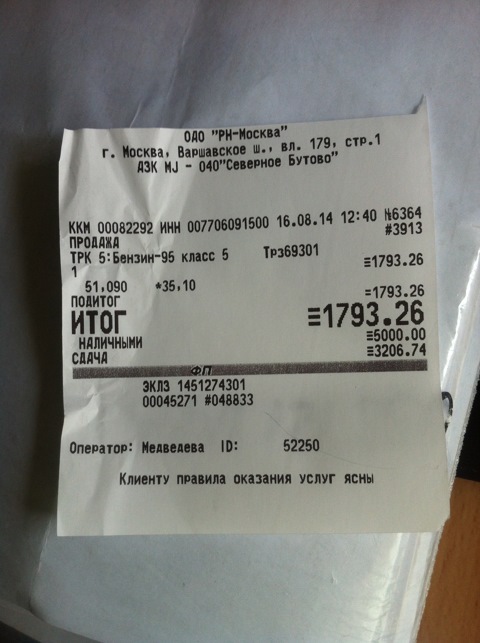 ОАО "РН-Москва"
г. Москва, Варшавское ш., вл. 179, стр.1
АЗК MJ - 040"Северное Бутово"
ККМ 00082292 ИНН 007706091500 16.08.14 12:40 №6364
ПРОДАЖА #3913
ТРК 5:Бензин-95 класс 5 Трз69301
1 ≡1793.26
51,090 *35,10
ПОДИТОГ =1793.26
ИТОГ ≡1793.26
НАЛИЧНЫМИ ≡5000.00
СДАЧА ≡3206.74
ФП
ЭКЛЗ 1451274301
00045271 #048833
Оператор: Медведева ID: 52250
Клиенту правила оказания услуг ясны